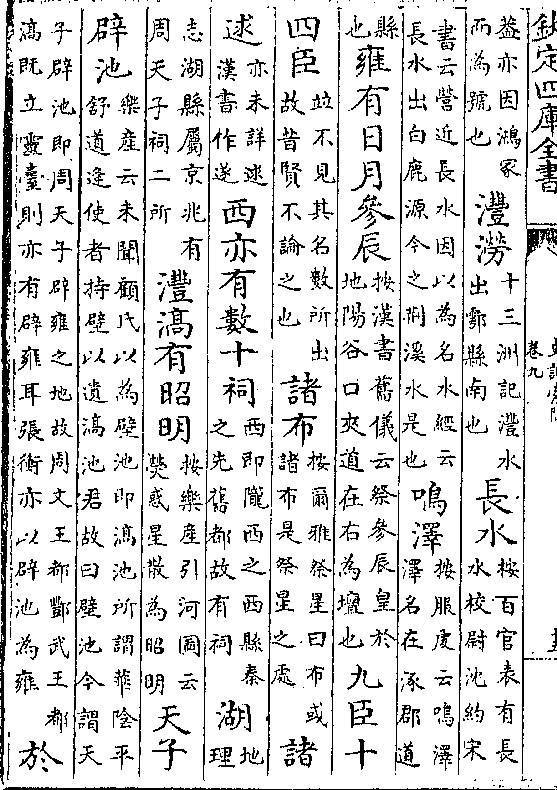 欽定四庫全書
卷九
蓋亦因鴻冢
而為號也
灃澇
十三洲記灃水
出鄠縣南也
長水
按百官表有長
水校尉沈約宋
書云營近長水因以為名水經云
長水出白鹿源今之荊溪水是也
鳴澤
按服虔云鳴澤
澤名在涿郡遒
縣
也
雍有日月參辰
按漢書舊儀云祭參辰皇於
地陽谷口夾道在右為壇也
九臣十
四臣
並不見其名數所出
故昔賢不論之也
諸布
按爾雅祭星曰布或
諸布是祭星之處
諸
逑
亦未詳逑
漢書作遂
西亦有數十祠
西即隴西之西縣秦
之先舊都故有祠
湖
地
理
志湖縣屬京兆有
周天子祠二所
灃滈有昭明
按樂產引河圖云
熒惑星散為昭明
天子
辟池
樂產云未聞顧氏以為璧池即滈池所謂華陰平
舒道逢使者持璧以遺滈池君故曰璧池今謂天
子辟池即周天子辟雍之地故周文王都酆武王都
滈既立靈臺則亦有辟雍耳張衡亦以辟池為雍
於